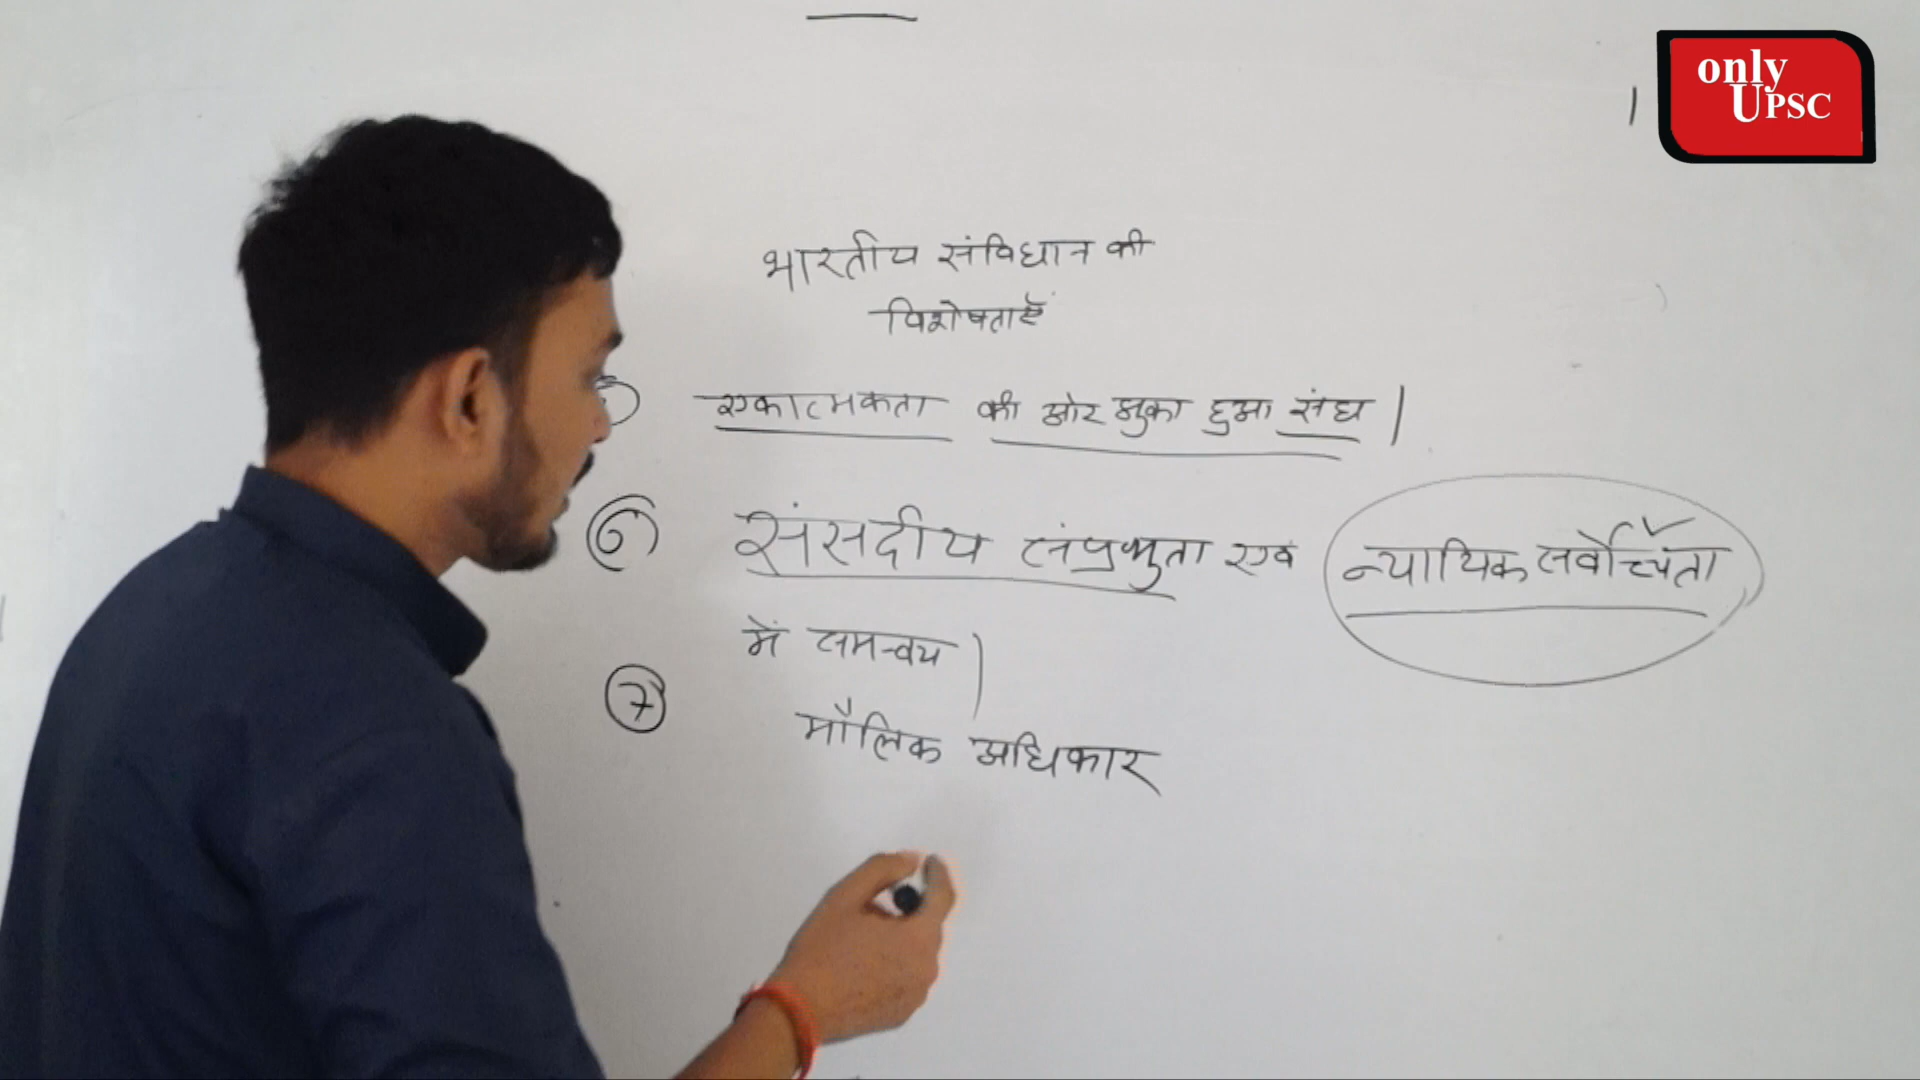 only
UPSC
भारतीय संविधान की
विशेषताएँ
एकात्मकता की ओर झुका हुआ संघ |
6 संसदीय संप्रभुता एवं न्यायिक सर्वोच्चता
में समन्वय |
7 मौलिक अधिकार